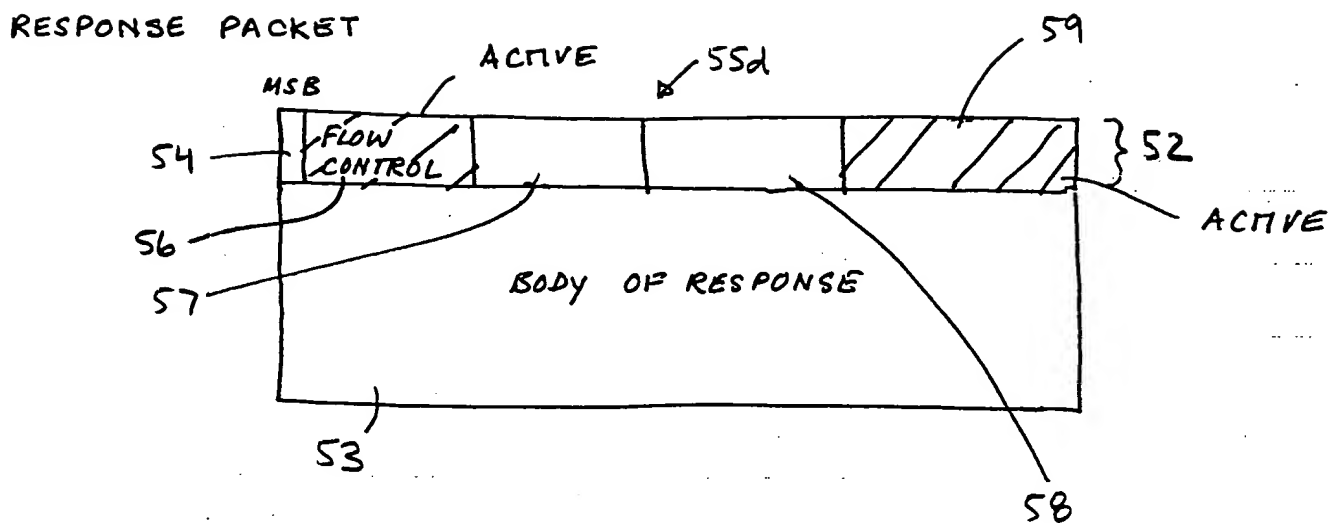 RESPONSE PACKET
59
ACTIVE
55d
MSB
54
FLOW
CONTROL
52
56
ACTIVE
57
BODY OF RESPONSE
53
58